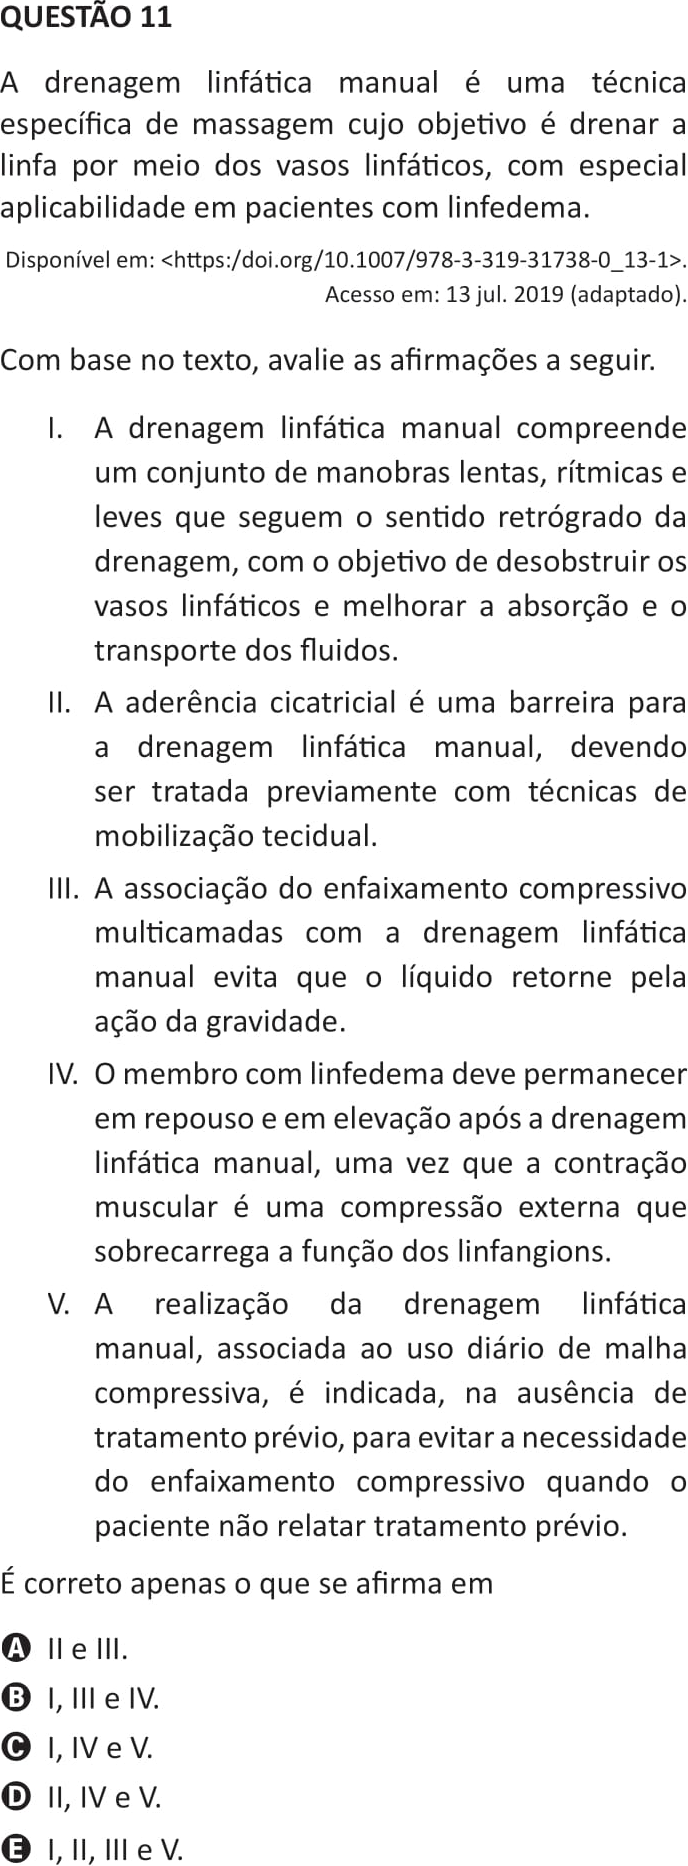 QUESTÃO 11
A drenagem linfática manual é uma técnica
específica de massagem cujo objetivo é drenar a
linfa por meio dos vasos linfáticos, com especial
aplicabilidade em pacientes com linfedema.
Disponível em: <https:/doi.org/10.1007/978-3-319-31738-0_13-1>.
Acesso em: 13 jul. 2019 (adaptado).
Com base no texto, avalie as afirmações a seguir.
I. A drenagem linfática manual compreende
um conjunto de manobras lentas, rítmicas e
leves que seguem o sentido retrógrado da
drenagem, com o objetivo de desobstruir os
vasos linfáticos e melhorar a absorção e o
transporte dos fluidos.
II. A aderência cicatricial é uma barreira para
a drenagem linfática manual, devendo
ser tratada previamente com técnicas de
mobilização tecidual.
III. A associação do enfaixamento compressivo
multicamadas com a drenagem linfática
manual evita que o líquido retorne pela
ação da gravidade.
IV. O membro com linfedema deve permanecer
em repouso e em elevação após a drenagem
linfática manual, uma vez que a contração
muscular é uma compressão externa que
sobrecarrega a função dos linfangions.
V. A realização da drenagem linfática
manual, associada ao uso diário de malha
compressiva, é indicada, na ausência de
tratamento prévio, para evitar a necessidade
do enfaixamento compressivo quando o
paciente não relatar tratamento prévio.
É correto apenas o que se afirma em
A II e III.
B I, III e IV.
C I, IV e V.
D II, IV e V.
E I, II, III e V.